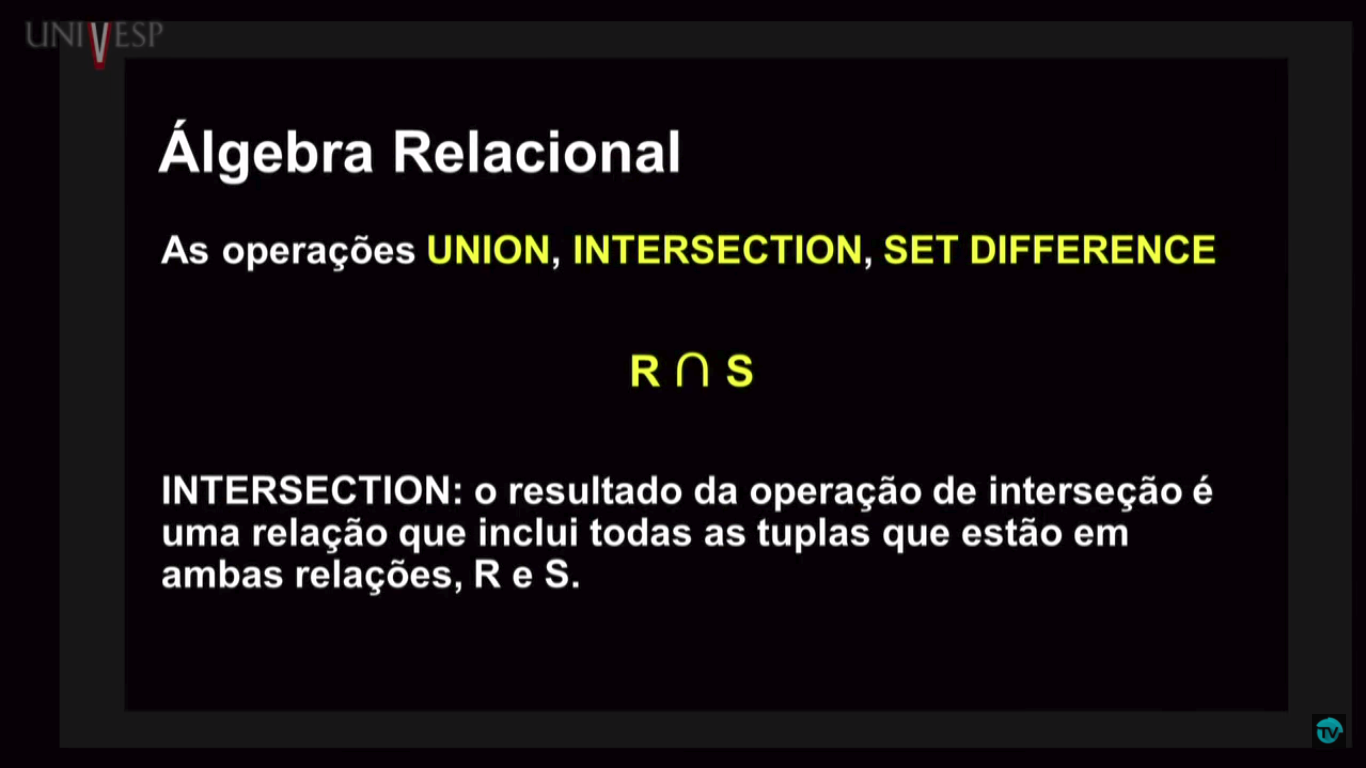 UNIVESP
Álgebra Relacional
As operações UNION, INTERSECTION, SET DIFFERENCE
R ∩ S
INTERSECTION: o resultado da operação de interseção é
uma relação que inclui todas as tuplas que estão em
ambas relações, R e S.
TV